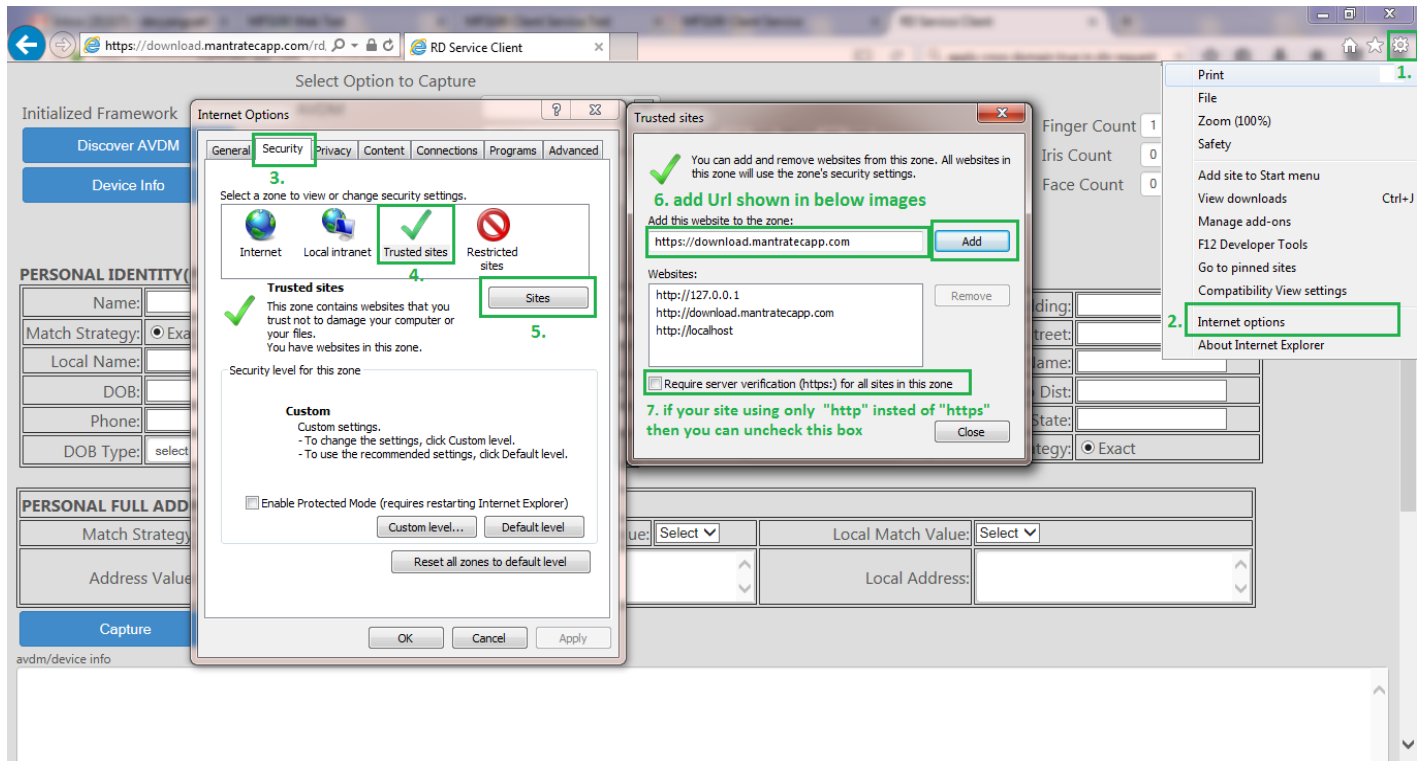 https://download.mantratecapp.com/rd,
RD Service Client
1.
Select Option to Capture
Initialized Framework
Discover AVDM
Device Info
Finger Count 1
Iris Count 0
Face Count 0
Print
File
Zoom (100%)
Safety
Add site to Start menu
View downloads Ctrl+J
Manage add-ons
F12 Developer Tools
Go to pinned sites
Compatibility View settings
2. Internet options
About Internet Explorer
Internet Options
General Security Privacy Content Connections Programs Advanced
3.
Select a zone to view or change security settings.
Internet Local intranet Trusted sites Restricted sites
4.
Trusted sites
This zone contains websites that you
trust not to damage your computer or
your files.
You have websites in this zone.
Sites
5.
Security level for this zone
Custom
Custom settings.
- To change the settings, click Custom level.
- To use the recommended settings, click Default level.
Enable Protected Mode (requires restarting Internet Explorer)
Custom level... Default level
Reset all zones to default level
OK Cancel Apply
Trusted sites
You can add and remove websites from this zone. All websites in
this zone will use the zone's security settings.
6. add Url shown in below images
Add this website to the zone:
https://download.mantratecapp.com Add
Websites:
http://127.0.0.1
http://download.mantratecapp.com
http://localhost
Remove
Require server verification (https:) for all sites in this zone
7. if your site using only "http" insted of "https"
then you can uncheck this box
Close
PERSONAL IDENTITY(
Name:
Match Strategy: Exa
Local Name:
DOB:
Phone:
DOB Type: select
lding:
treet:
ame:
Dist:
State:
tegy: Exact
PERSONAL FULL ADD
Match Strategy
ue: Select
Local Match Value: Select
Address Value
Local Address:
Capture
avdm/device info